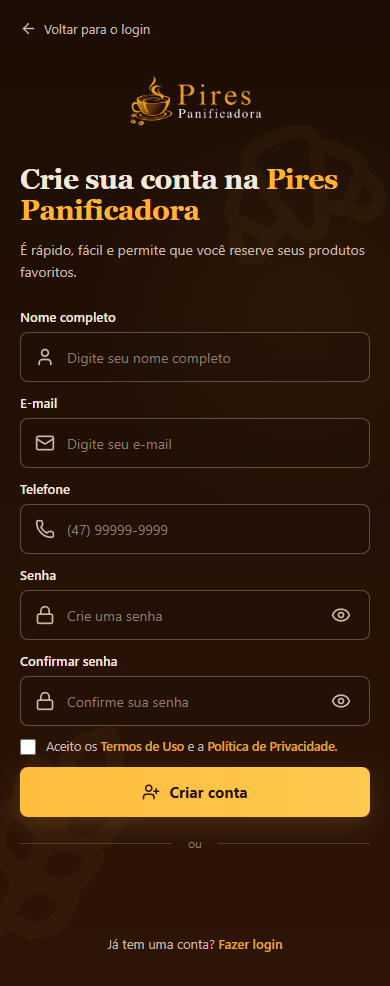 Voltar para o login
Pires
Panificadora
Crie sua conta na Pires
Panificadora
É rápido, fácil e permite que você reserve seus produtos
favoritos.
Nome completo
Digite seu nome completo
E-mail
Digite seu e-mail
Telefone
(47) 99999-9999
Senha
Crie uma senha
Confirmar senha
Confirme sua senha
Aceito os Termos de Uso e a Política de Privacidade.
Criar conta
ou
Já tem uma conta? Fazer login